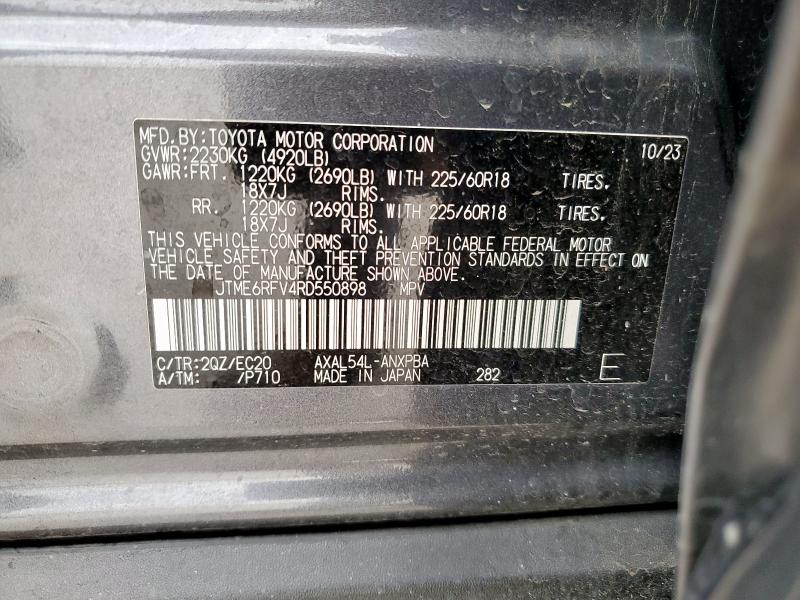 MFD.BY:TOYOTA MOTOR CORPORATION 10/23
GVWR:2230KG (4920LB)
GAWR:FRT. 1220KG (2690LB) WITH 225/60R18 TIRES.
18X7J RIMS.
RR. 1220KG (2690LB) WITH 225/60R18 TIRES.
18X7J RIMS.
THIS VEHICLE CONFORMS TO ALL APPLICABLE FEDERAL MOTOR
VEHICLE SAFETY AND THEFT PREVENTION STANDARDS IN EFFECT ON
THE DATE OF MANUFACTURE SHOWN ABOVE.
JTME6RFV4RD550898 MPV
C/TR:2QZ/EC20 AXAL54L-ANXPBA
A/TM: /P710 MADE IN JAPAN 282 E